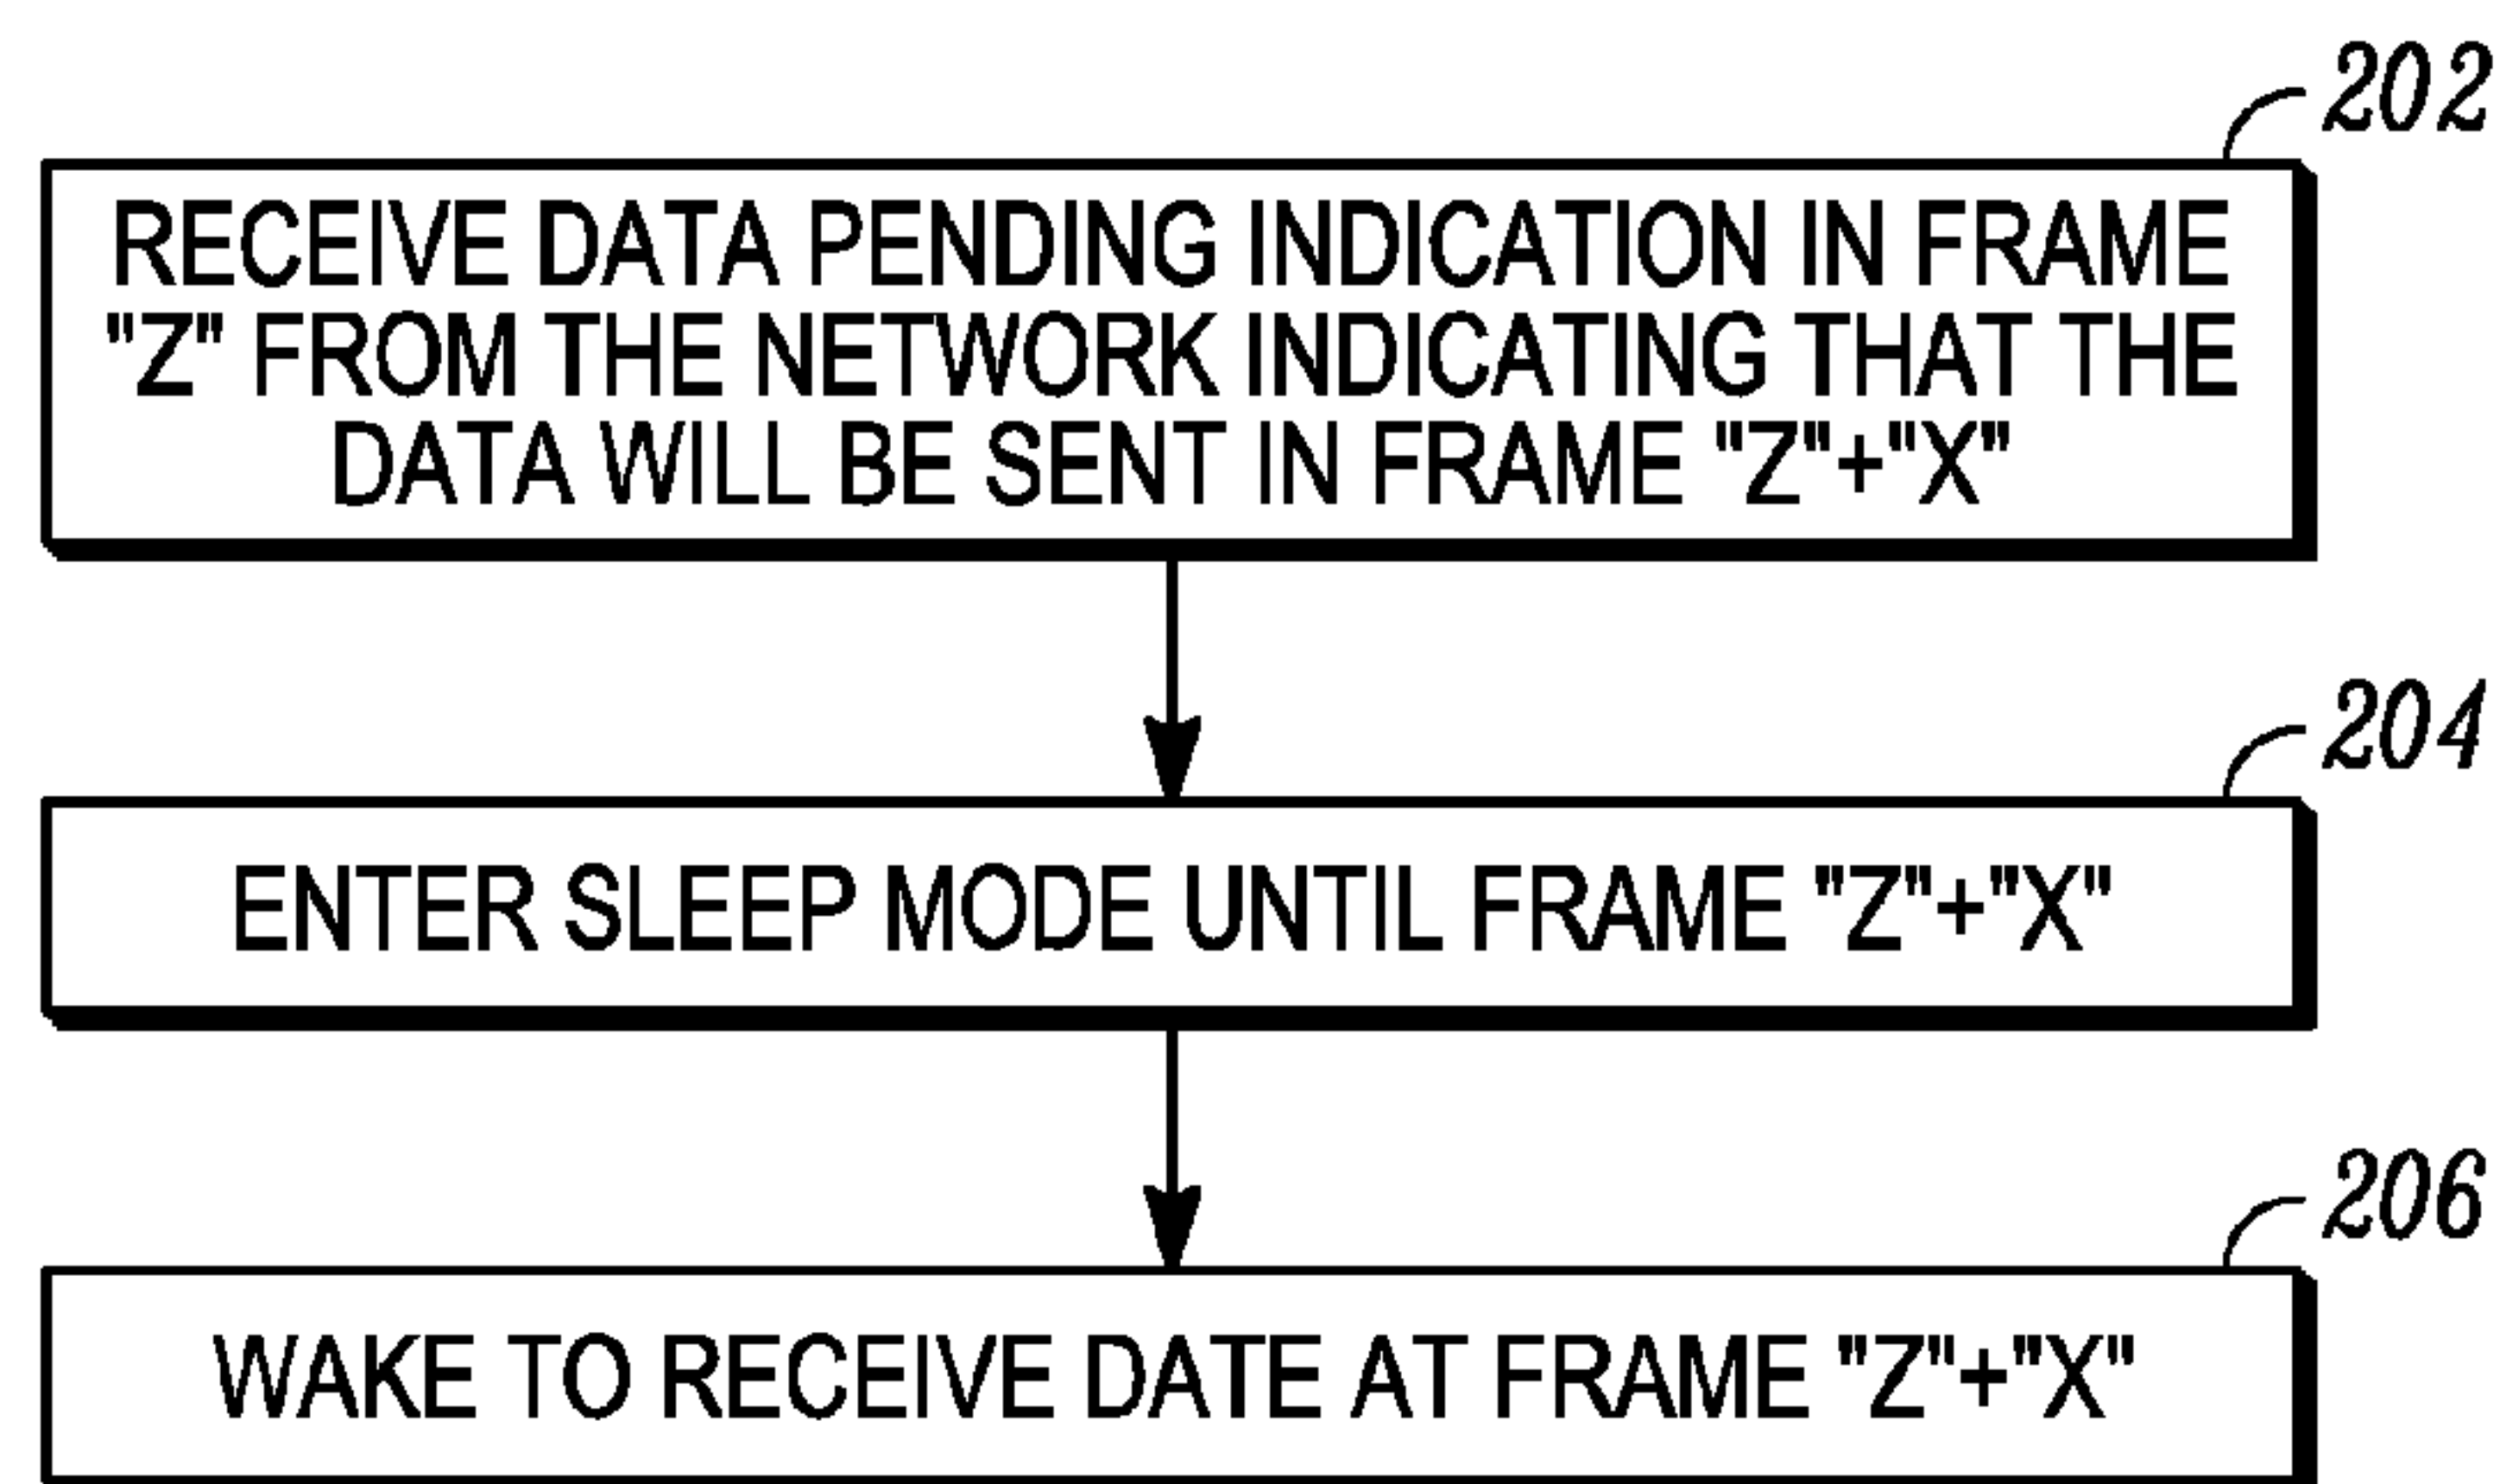 202
RECEIVE DATA PENDING INDICATION IN FRAME
"Z" FROM THE NETWORK INDICATING THAT THE
DATA WILL BE SENT IN FRAME "Z"+"X"
204
ENTER SLEEP MODE UNTIL FRAME "Z"+"X"
206
WAKE TO RECEIVE DATE AT FRAME "Z"+"X"